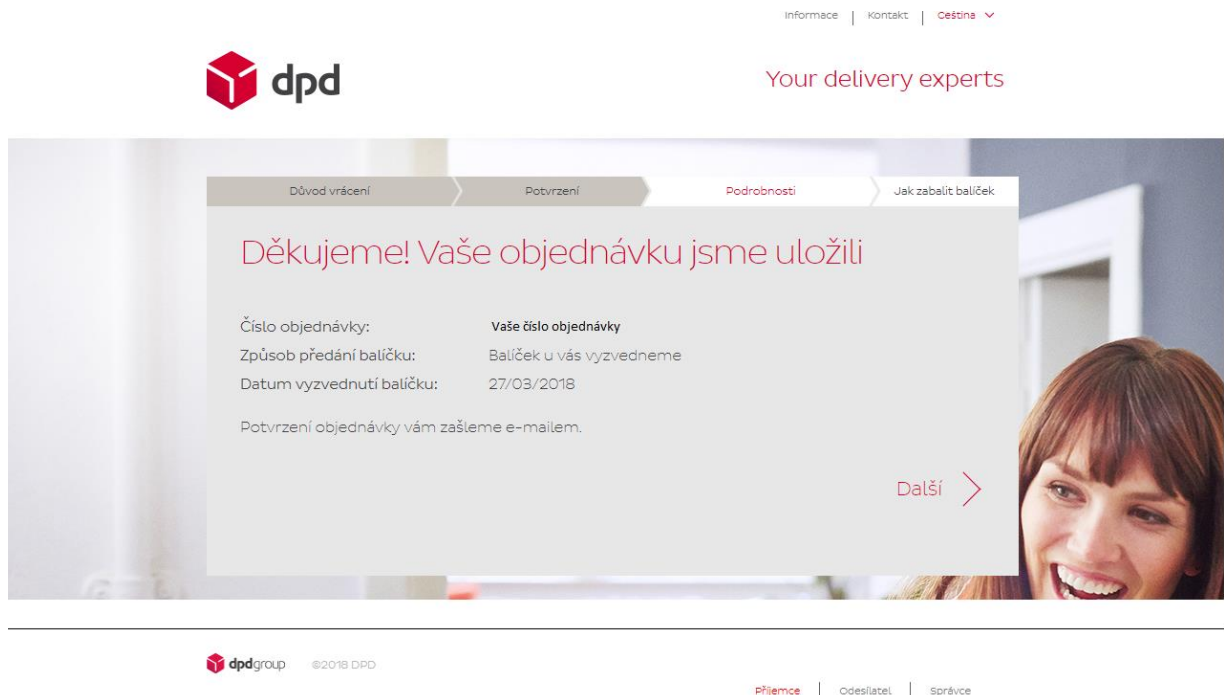 Informace | Kontakt | Čeština
dpd
Your delivery experts
Důvod vrácení
Potvrzení
Podrobnosti
Jak zabalit balíček
Děkujeme! Vaše objednávku jsme uložili
Číslo objednávky: Vaše číslo objednávky
Způsob předání balíčku: Balíček u vás vyzvedneme
Datum vyzvednutí balíčku: 27/03/2018
Potvrzení objednávky vám zašleme e-mailem.
Další
dpdgroup ©2018 DPD
Příjemce | Odesílatel | Správce